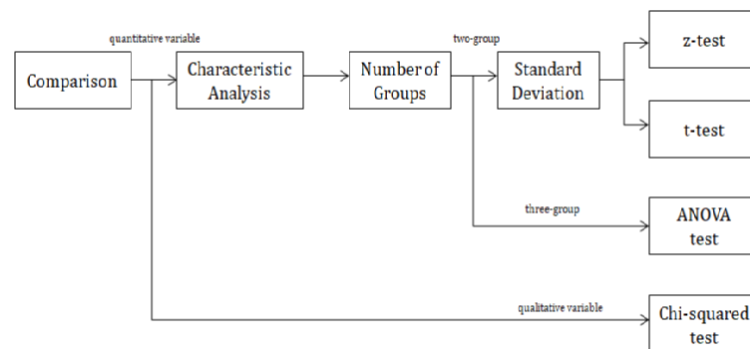 quantitative variable
two-group
z-test
Comparison
Characteristic
Analysis
Number of
Groups
Standard
Deviation
t-test
three-group
ANOVA
test
qualitative variable
Chi-squared
test